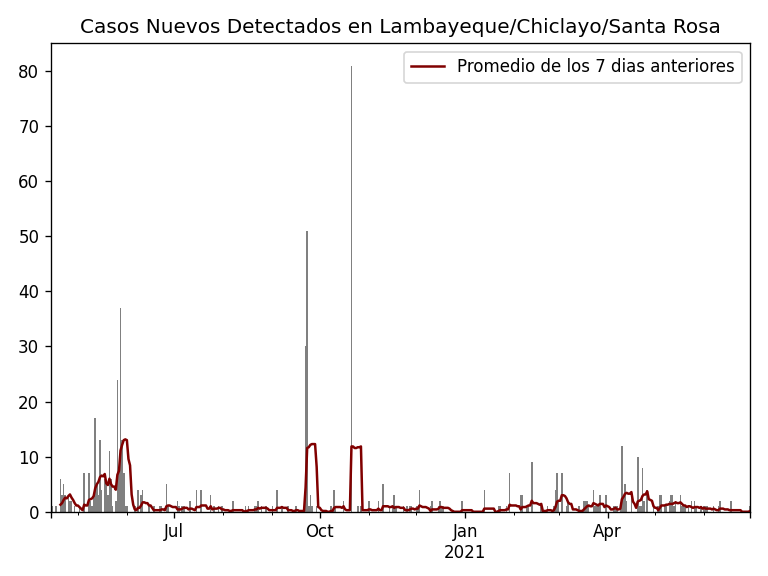 Casos Nuevos Detectados en Lambayeque/Chiclayo/Santa Rosa
Promedio de los 7 dias anteriores
80
70
60
50
40
30
20
10
0
Jul
Oct
Jan
2021
Apr